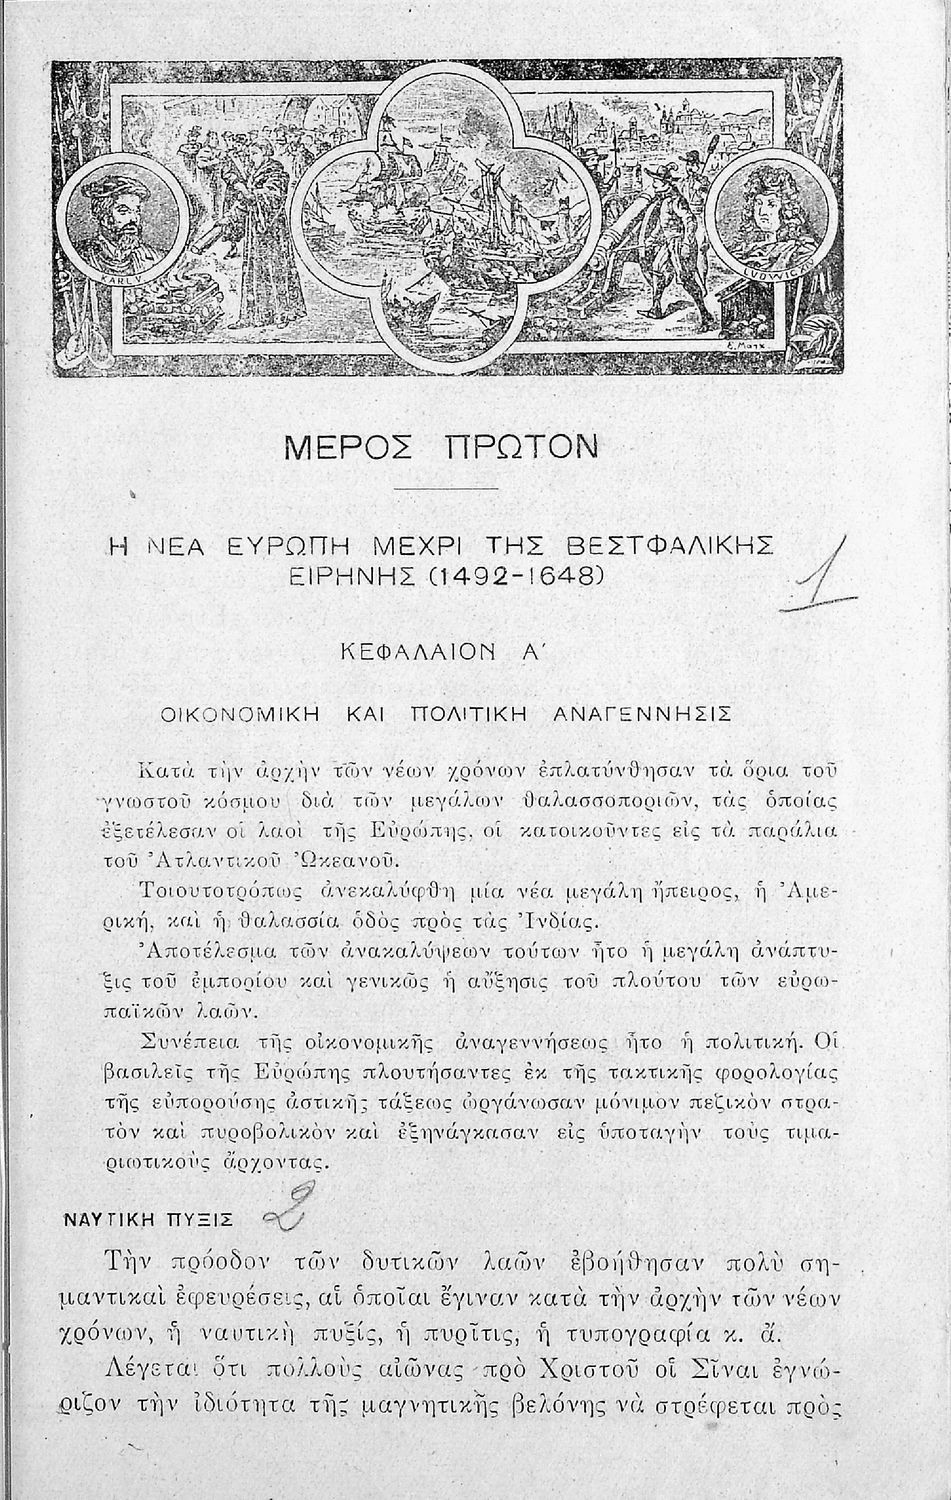 KARL V
LUDWIG XIV
E. Marx
ΜΕΡΟΣ ΠΡΩΤΟΝ
Η ΝΕΑ ΕΥΡΩΠΗ ΜΕΧΡΙ ΤΗΣ ΒΕΣΤΦΑΛΙΚΗΣ
ΕΙΡΗΝΗΣ (1492-1648)
1
ΚΕΦΑΛΑΙΟΝ Α΄
ΟΙΚΟΝΟΜΙΚΗ ΚΑΙ ΠΟΛΙΤΙΚΗ ΑΝΑΓΕΝΝΗΣΙΣ
Κατὰ τὴν ἀρχὴν τῶν νέων χρόνων ἐπλατύνθησαν τὰ ὅρια τοῦ
γνωστοῦ κόσμου διὰ τῶν μεγάλων θαλασσοποριῶν, τὰς ὁποίας
ἐξετέλεσαν οἱ λαοὶ τῆς Εὐρώπης, οἱ κατοικοῦντες εἰς τὰ παράλια
τοῦ Ἀτλαντικοῦ Ὠκεανοῦ.
Τοιουτοτρόπως ἀνεκαλύφθη μία νέα μεγάλη ἤπειρος, ἡ Ἀμε-
ρική, καὶ ἡ θαλασσία ὁδὸς πρὸς τὰς Ἰνδίας.
Ἀποτέλεσμα τῶν ἀνακαλύψεων τούτων ἦτο ἡ μεγάλη ἀνάπτυ-
ξις τοῦ ἐμπορίου καὶ γενικῶς ἡ αὔξησις τοῦ πλούτου τῶν εὐρω-
παϊκῶν λαῶν.
Συνέπεια τῆς οἰκονομικῆς ἀναγεννήσεως ἦτο ἡ πολιτική. Οἱ
βασιλεῖς τῆς Εὐρώπης πλουτήσαντες ἐκ τῆς τακτικῆς φορολογίας
τῆς εὐπορούσης ἀστικῆς τάξεως ὠργάνωσαν μόνιμον πεζικὸν στρα-
τὸν καὶ πυροβολικὸν καὶ ἐξηνάγκασαν εἰς ὑποταγὴν τοὺς τιμα-
ριωτικοὺς ἄρχοντας.
ΝΑΥΤΙΚΗ ΠΥΞΙΣ 2
Τὴν πρόοδον τῶν δυτικῶν λαῶν ἐβοήθησαν πολὺ ση-
μαντικαὶ ἐφευρέσεις, αἱ ὁποῖαι ἔγιναν κατὰ τὴν ἀρχὴν τῶν νέων
χρόνων, ἡ ναυτικὴ πυξίς, ἡ πυρῖτις, ἡ τυπογραφία κ. ἄ.
Λέγεται ὅτι πολλοὺς αἰῶνας πρὸ Χριστοῦ οἱ Σῖναι ἐγνώ-
ριζον τὴν ἰδιότητα τῆς μαγνητικῆς βελόνης νὰ στρέφεται πρὸς